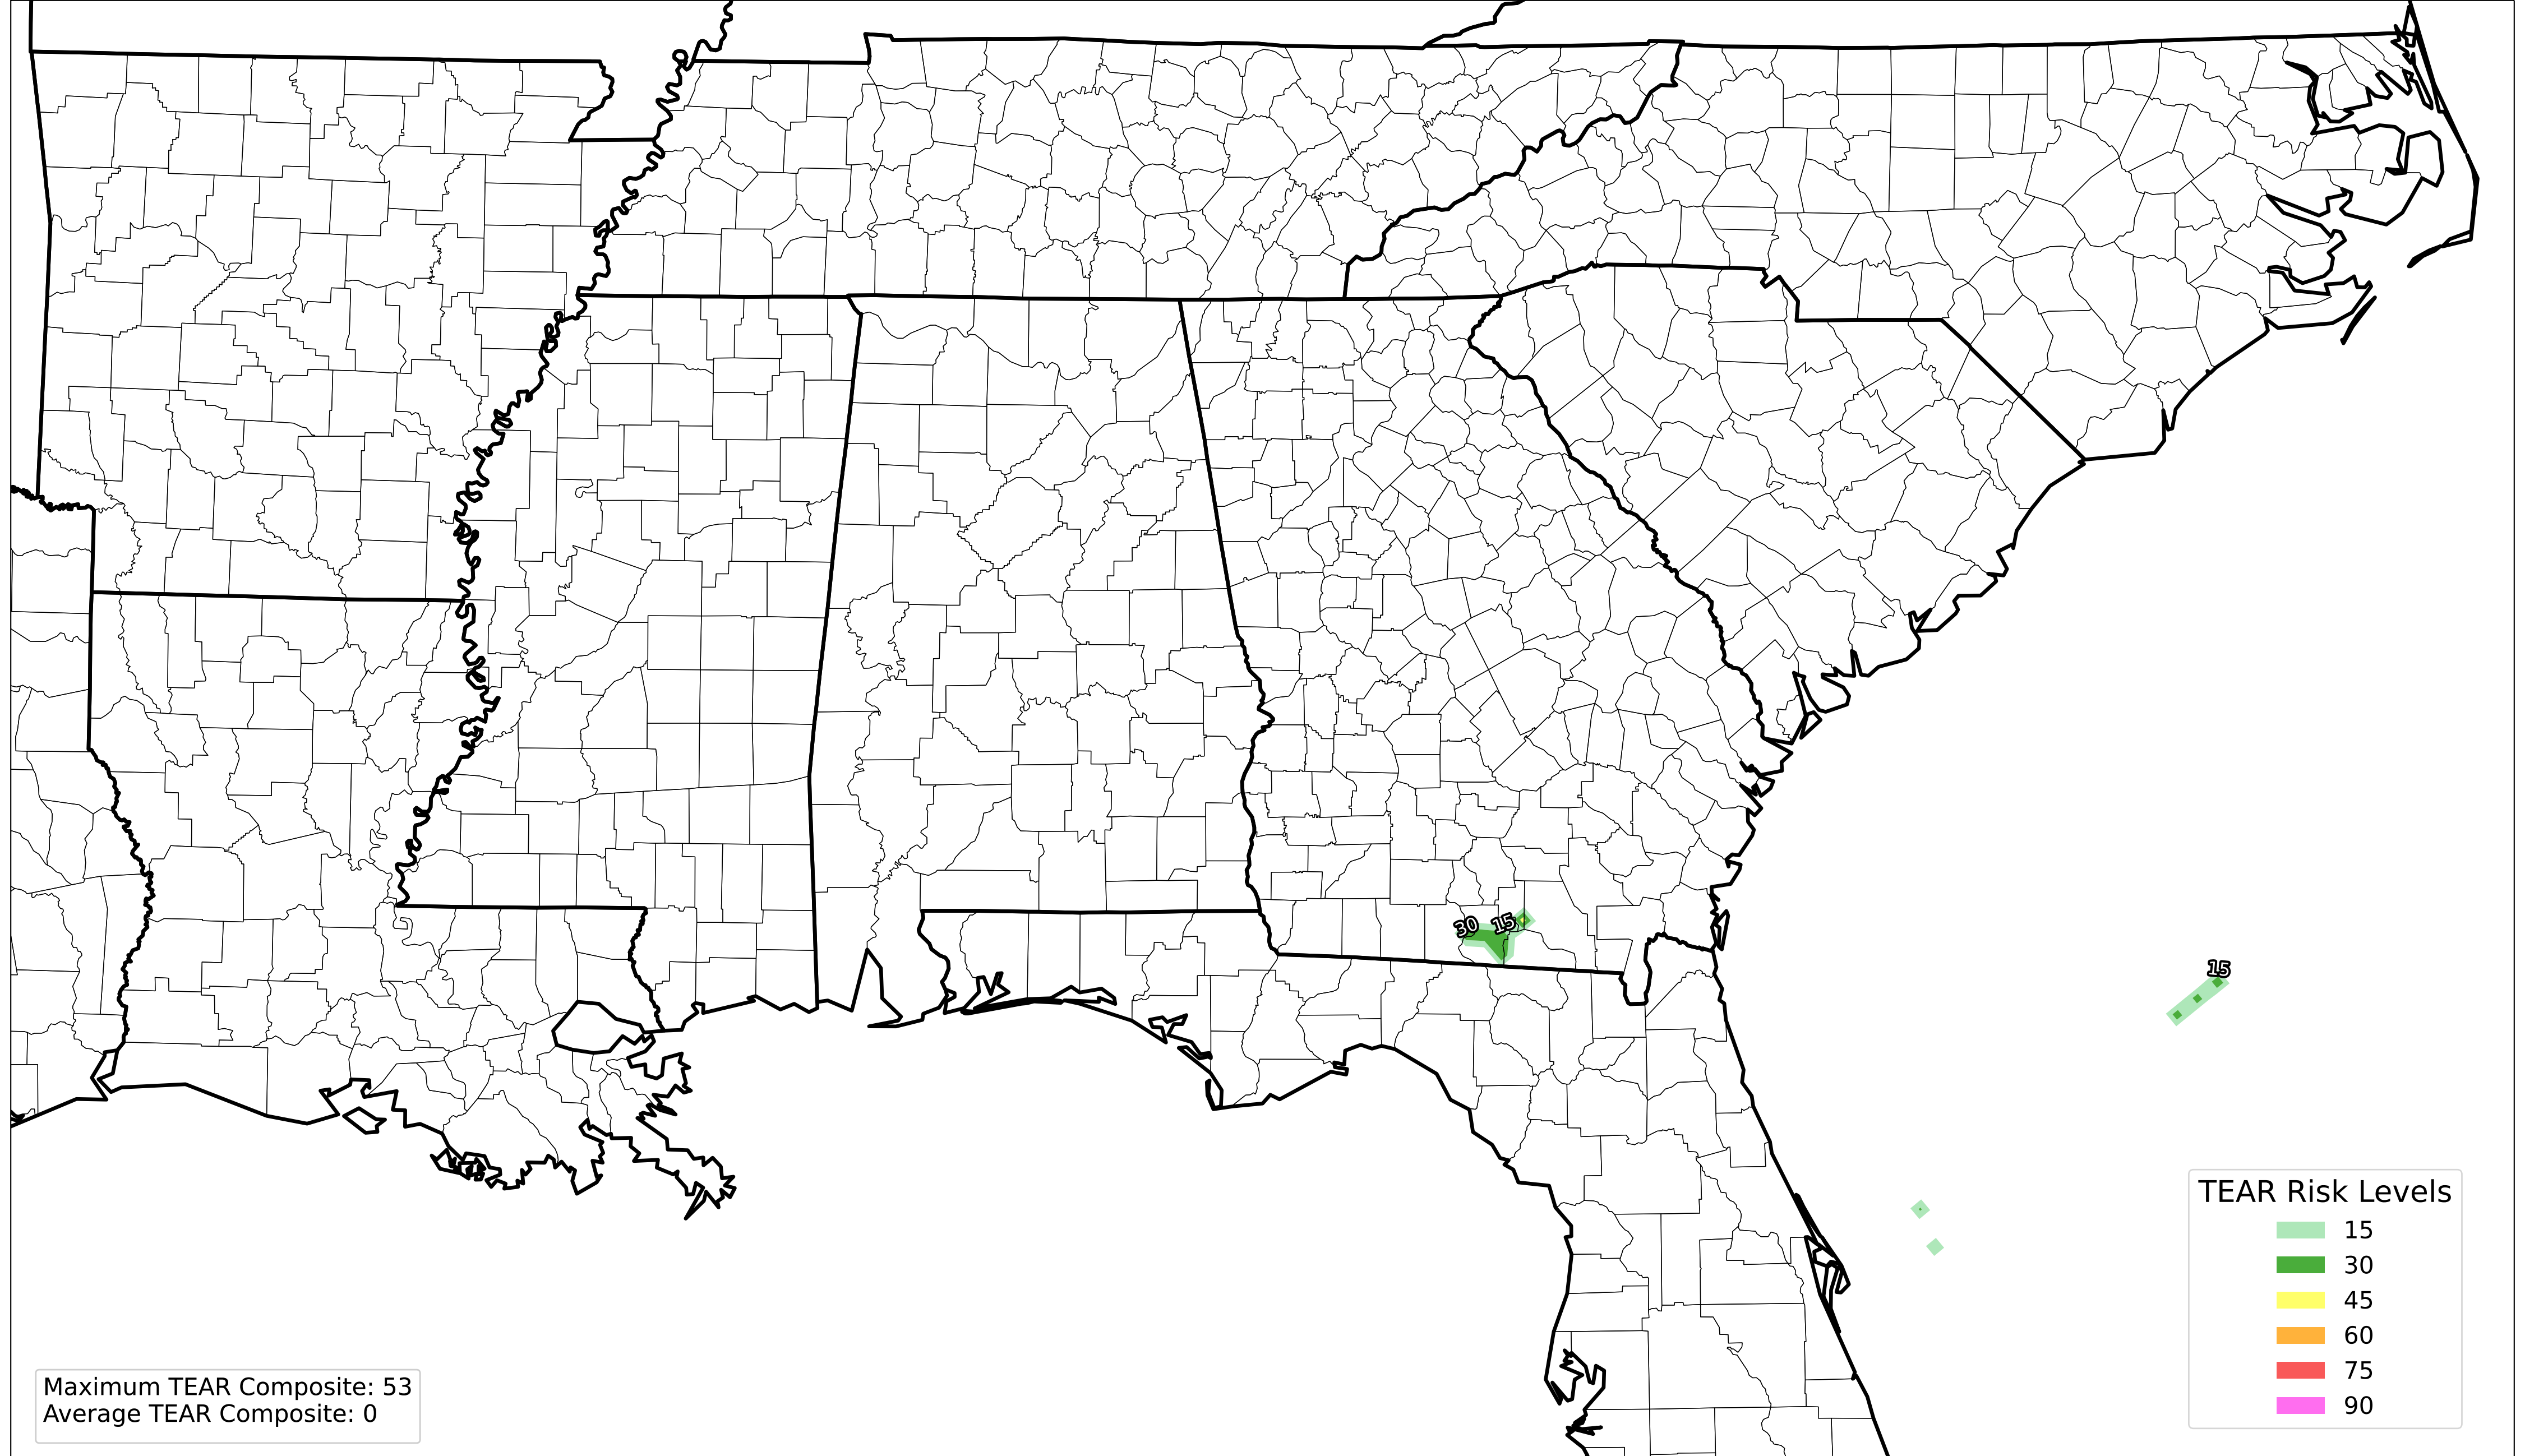 30 15
15
TEAR Risk Levels
15
30
45
60
75
90
Maximum TEAR Composite: 53
Average TEAR Composite: 0